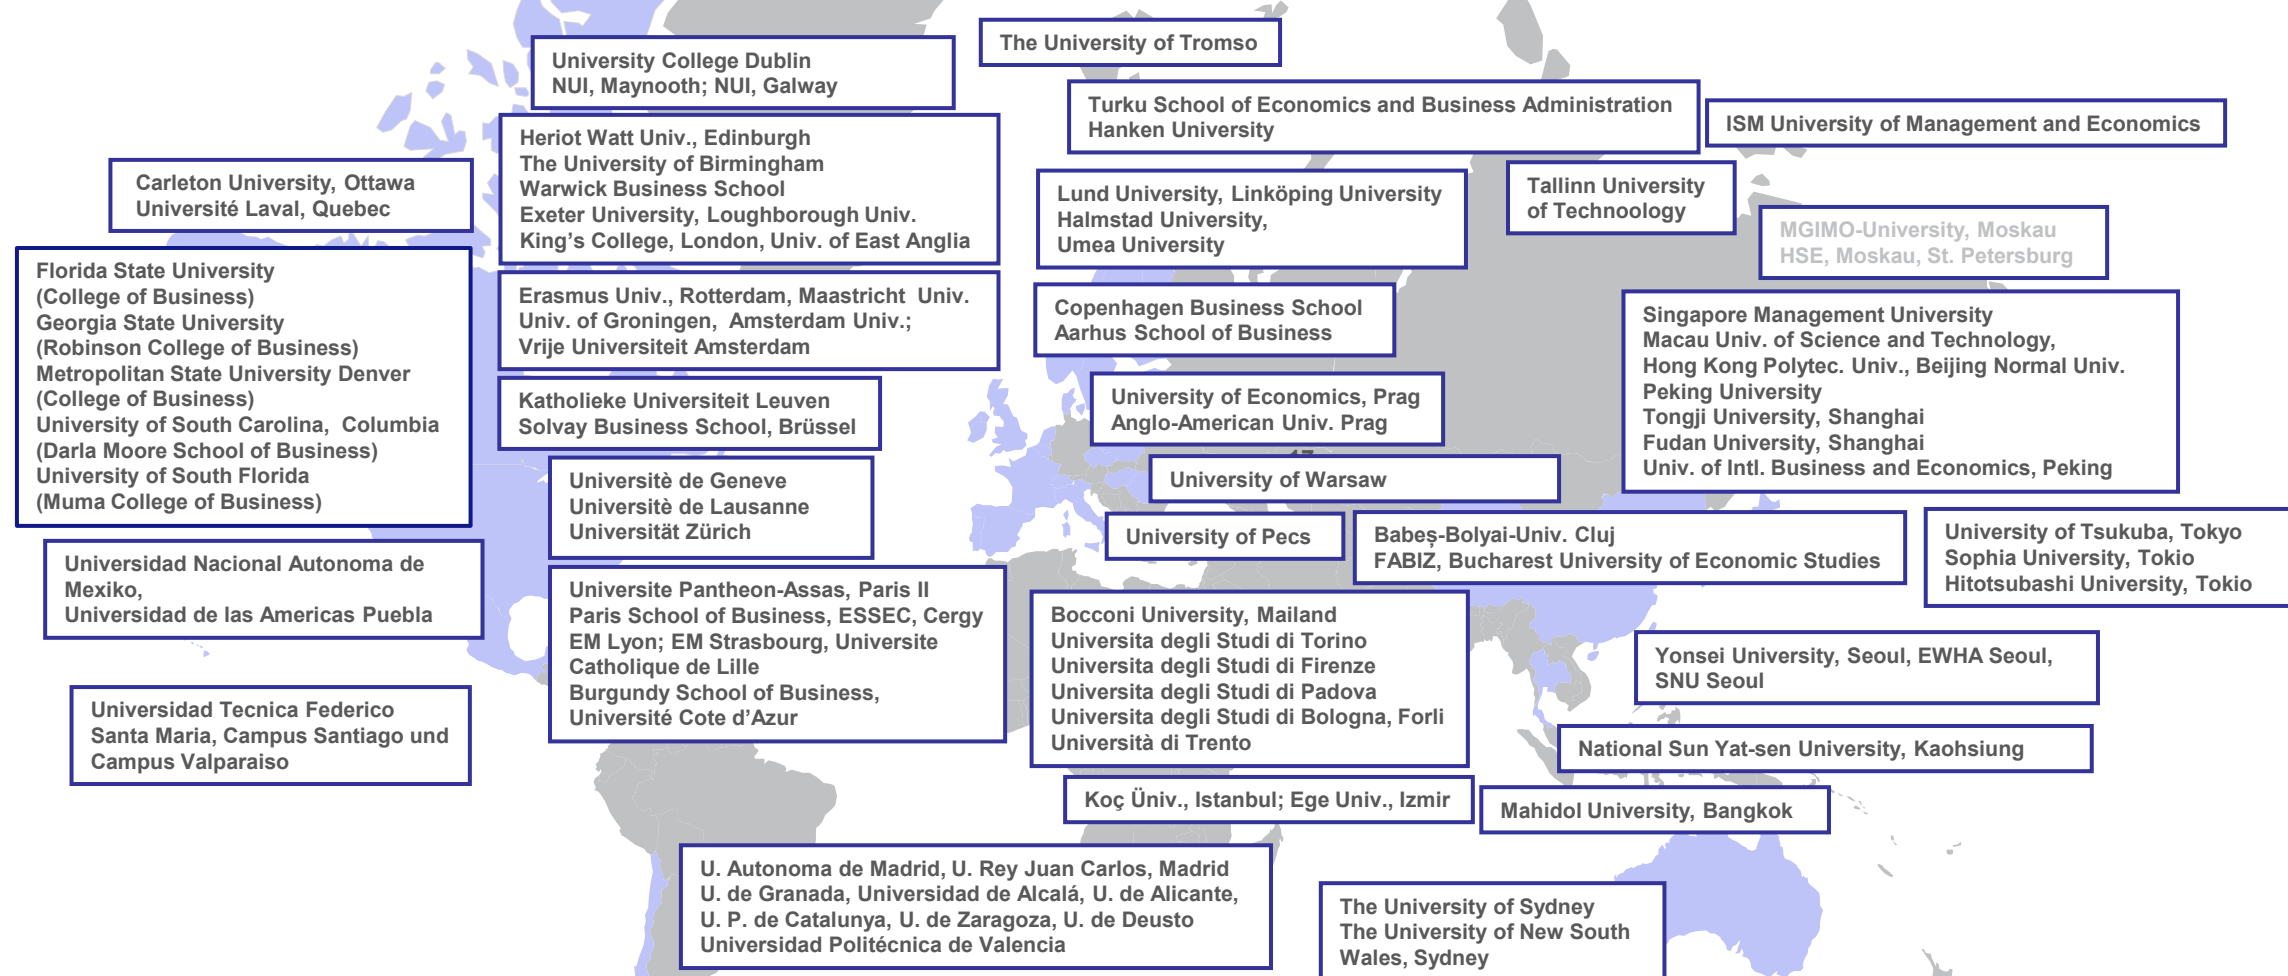 University College Dublin
NUI, Maynooth; NUI, Galway
The University of Tromso
Turku School of Economics and Business Administration
Hanken University
ISM University of Management and Economics
Heriot Watt Univ., Edinburgh
The University of Birmingham
Warwick Business School
Exeter University, Loughborough Univ.
King's College, London, Univ. of East Anglia
Carleton University, Ottawa
Université Laval, Quebec
Lund University, Linköping University
Halmstad University,
Umea University
Tallinn University
of Technoology
MGIMO-University, Moskau
HSE, Moskau, St. Petersburg
Florida State University
(College of Business)
Georgia State University
(Robinson College of Business)
Metropolitan State University Denver
(College of Business)
University of South Carolina, Columbia
(Darla Moore School of Business)
University of South Florida
(Muma College of Business)
Erasmus Univ., Rotterdam, Maastricht Univ.
Univ. of Groningen, Amsterdam Univ.;
Vrije Universiteit Amsterdam
Copenhagen Business School
Aarhus School of Business
Singapore Management University
Macau Univ. of Science and Technology,
Hong Kong Polytec. Univ., Beijing Normal Univ.
Peking University
Tongji University, Shanghai
Fudan University, Shanghai
Univ. of Intl. Business and Economics, Peking
Katholieke Universiteit Leuven
Solvay Business School, Brüssel
University of Economics, Prag
Anglo-American Univ. Prag
Universitè de Geneve
Universitè de Lausanne
Universität Zürich
University of Warsaw
University of Pecs
Babeș-Bolyai-Univ. Cluj
FABIZ, Bucharest University of Economic Studies
University of Tsukuba, Tokyo
Sophia University, Tokio
Hitotsubashi University, Tokio
Universidad Nacional Autonoma de
Mexiko,
Universidad de las Americas Puebla
Universite Pantheon-Assas, Paris II
Paris School of Business, ESSEC, Cergy
EM Lyon; EM Strasbourg, Universite
Catholique de Lille
Burgundy School of Business,
Université Cote d'Azur
Bocconi University, Mailand
Universita degli Studi di Torino
Universita degli Studi di Firenze
Universita degli Studi di Padova
Universita degli Studi di Bologna, Forli
Università di Trento
Yonsei University, Seoul, EWHA Seoul,
SNU Seoul
Universidad Tecnica Federico
Santa Maria, Campus Santiago und
Campus Valparaiso
National Sun Yat-sen University, Kaohsiung
Koç Üniv., Istanbul; Ege Univ., Izmir
Mahidol University, Bangkok
U. Autonoma de Madrid, U. Rey Juan Carlos, Madrid
U. de Granada, Universidad de Alcalá, U. de Alicante,
U. P. de Catalunya, U. de Zaragoza, U. de Deusto
Universidad Politécnica de Valencia
The University of Sydney
The University of New South
Wales, Sydney